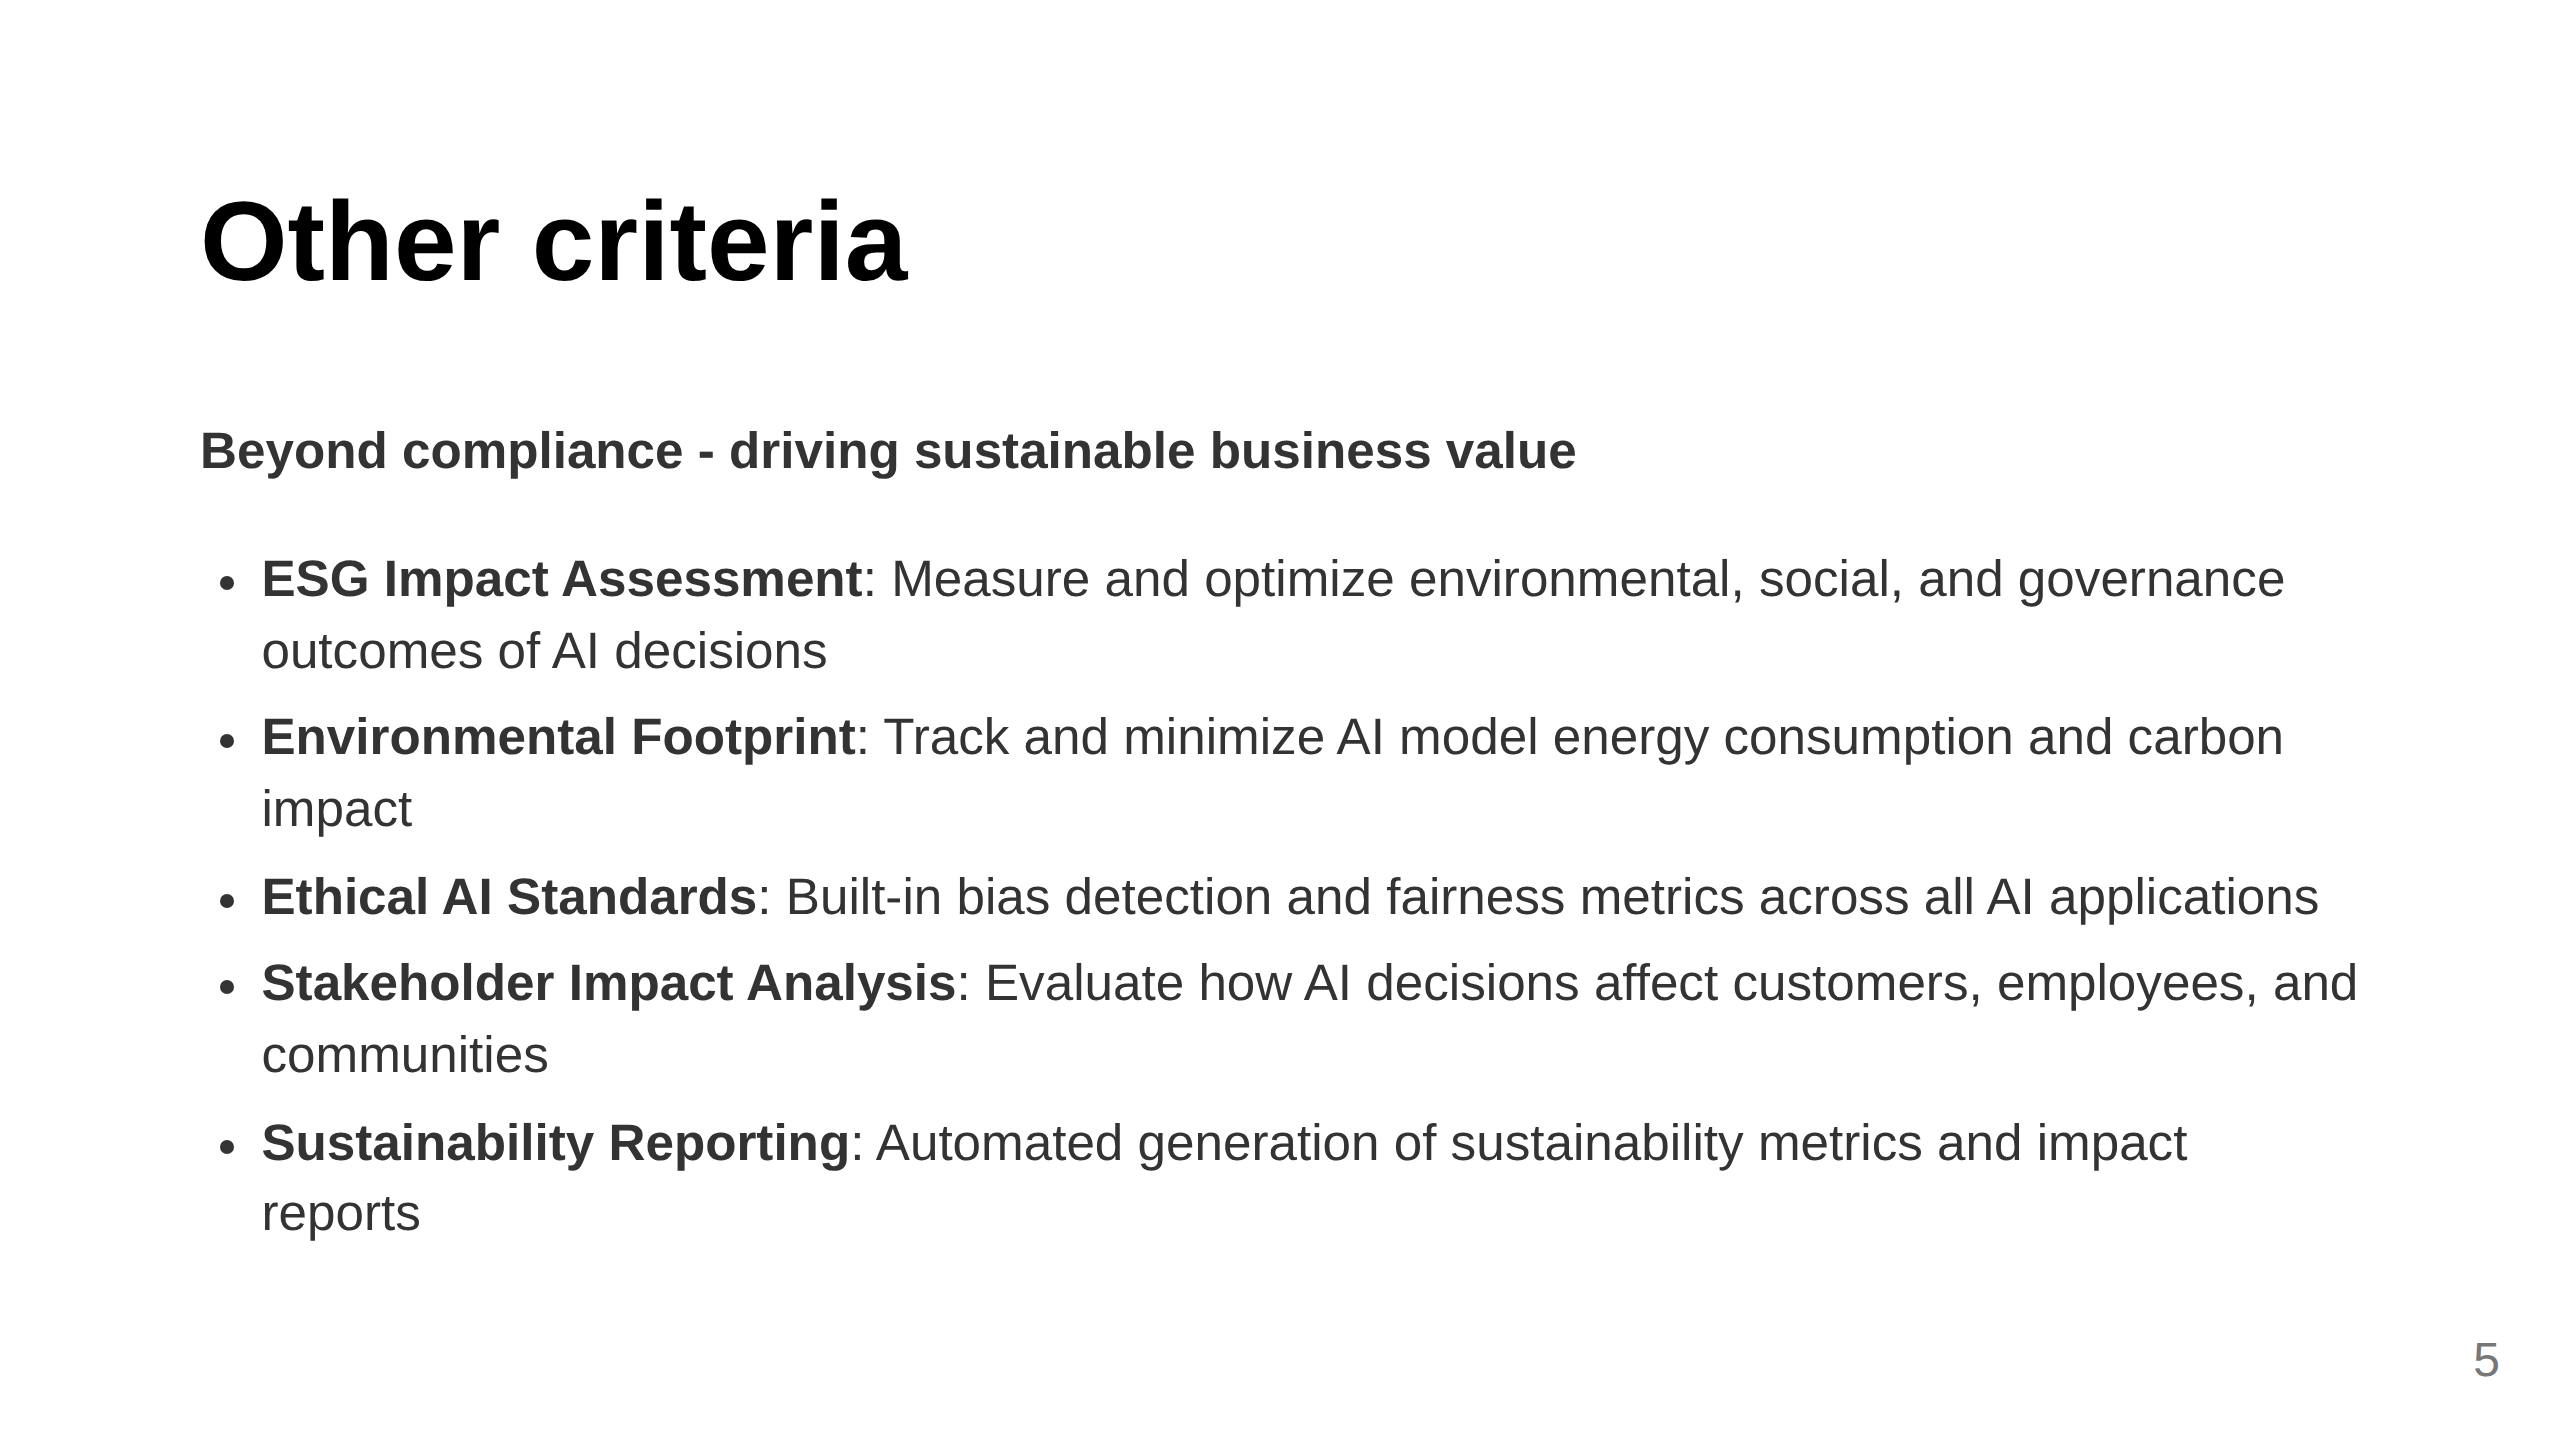 Other criteria
Beyond compliance - driving sustainable business value
• ESG Impact Assessment: Measure and optimize environmental, social, and governance
outcomes of AI decisions
• Environmental Footprint: Track and minimize AI model energy consumption and carbon
impact
• Ethical AI Standards: Built-in bias detection and fairness metrics across all AI applications
• Stakeholder Impact Analysis: Evaluate how AI decisions affect customers, employees, and
communities
• Sustainability Reporting: Automated generation of sustainability metrics and impact
reports
5